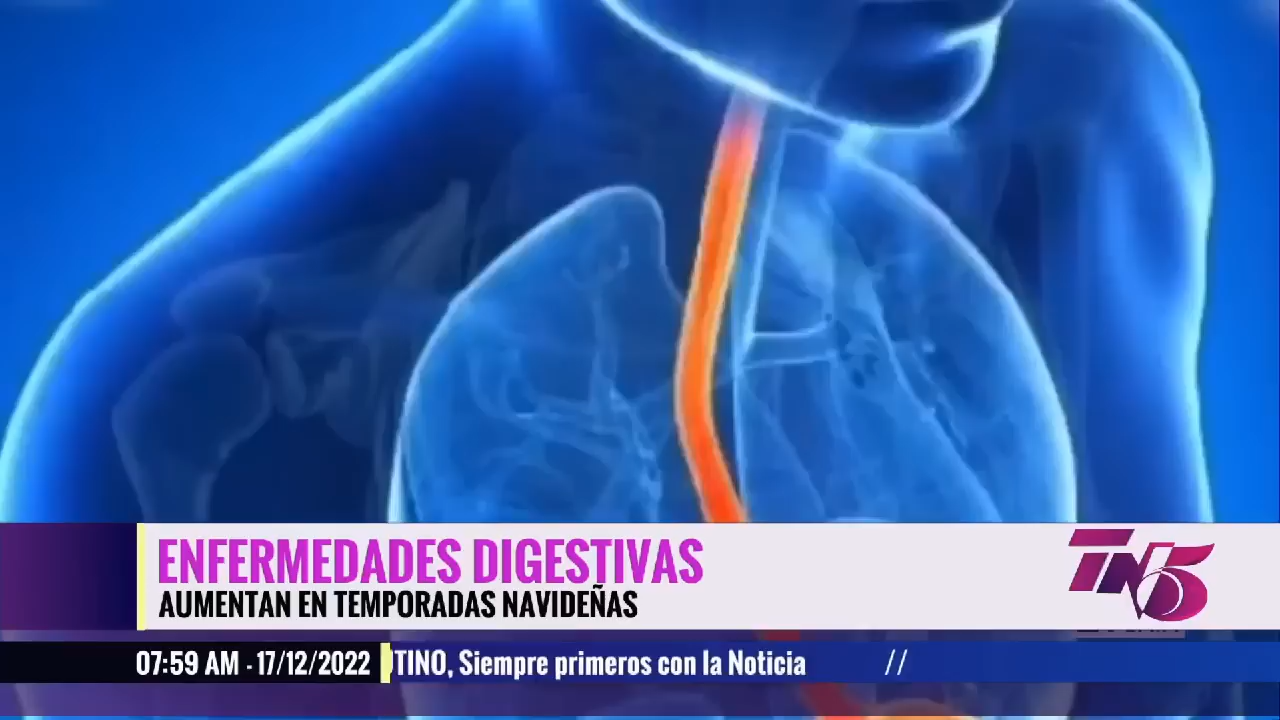 ENFERMEDADES DIGESTIVAS
AUMENTAN EN TEMPORADAS NAVIDEÑAS
TN5
07:59 AM - 17/12/2022
TINO, Siempre primeros con la Noticia //